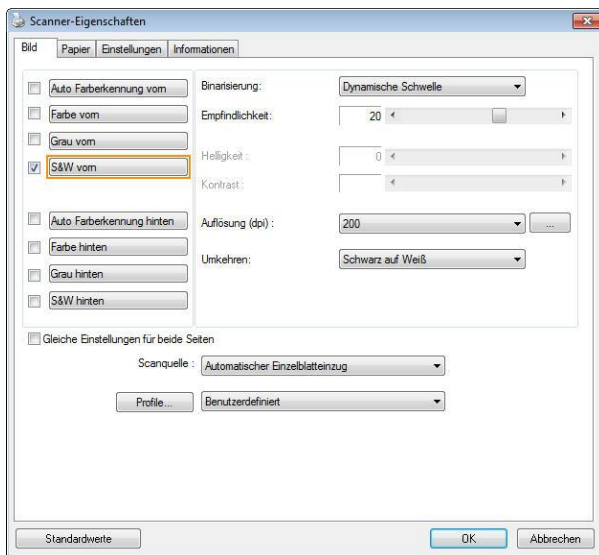 Scanner-Eigenschaften
Bild Papier Einstellungen Informationen
Auto Farberkennung vorn
Farbe vorn
Grau vorn
S&W vorn
Auto Farberkennung hinten
Farbe hinten
Grau hinten
S&W hinten
Binarisierung: Dynamische Schwelle
Empfindlichkeit: 20
Helligkeit : 0
Kontrast :
Auflösung (dpi) : 200 ...
Umkehren: Schwarz auf Weiß
Gleiche Einstellungen für beide Seiten
Scanquelle : Automatischer Einzelblatteinzug
Profile... Benutzerdefiniert
Standardwerte OK Abbrechen